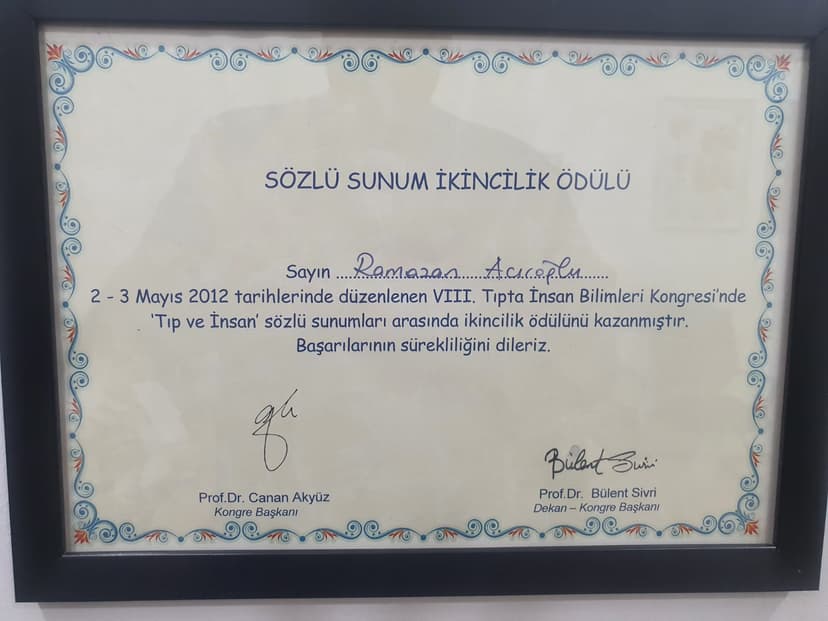 SÖZLÜ SUNUM İKİNCİLİK ÖDÜLÜ
Sayın ...Ramazan....Acıroğlu......
2 - 3 Mayıs 2012 tarihlerinde düzenlenen VIII. Tıpta İnsan Bilimleri Kongresi'nde
'Tıp ve İnsan' sözlü sunumları arasında ikincilik ödülünü kazanmıştır.
Başarılarının sürekliliğini dileriz.
Bülent Sivri
Prof.Dr. Canan Akyüz
Kongre Başkanı
Prof.Dr. Bülent Sivri
Dekan – Kongre Başkanı